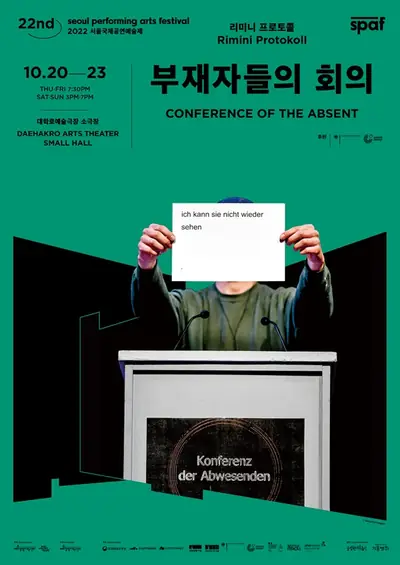 22nd
seoul performing arts festival
2022 서울국제공연예술제
리미니 프로토콜
Rimini Protokoll
spaf
10.20—23
THU·FRI 7:30PM
SAT·SUN 3PM/7PM
대학로예술극장 소극장
DAEHAKRO ARTS THEATER
SMALL HALL
부재자들의 회의
CONFERENCE OF THE ABSENT
후원
ich kann sie nicht wieder
sehen
.
Konferenz
der Abwesenden